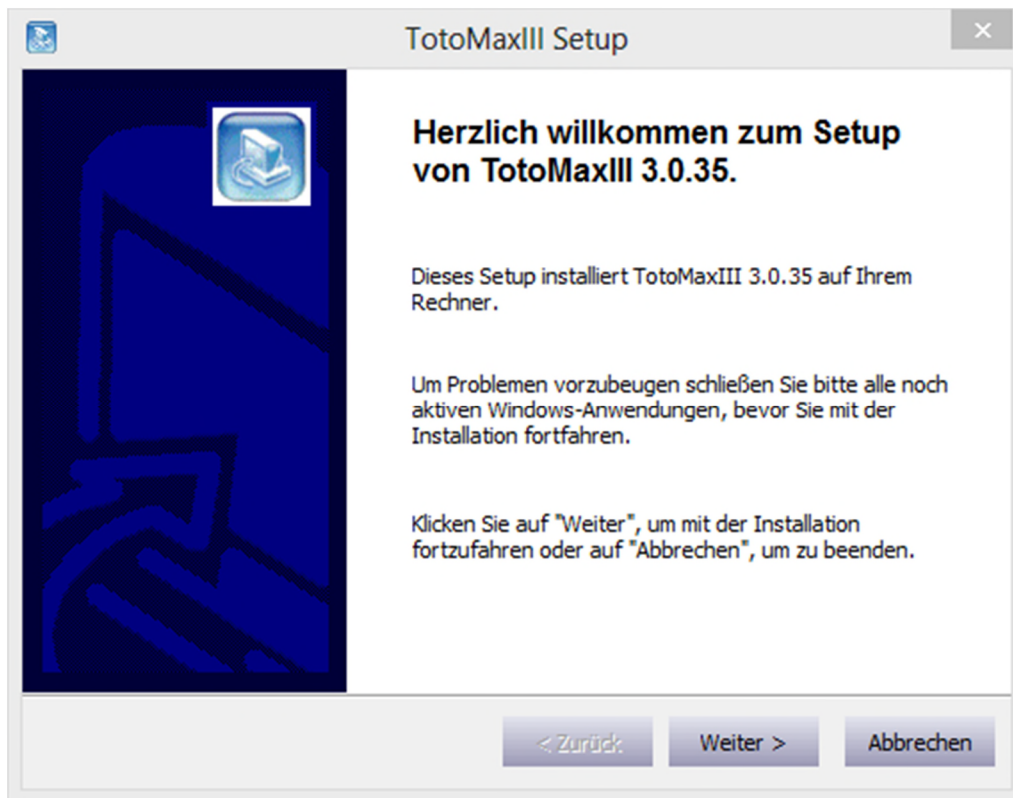 TotoMaxIII Setup
Herzlich willkommen zum Setup
von TotoMaxIII 3.0.35.
Dieses Setup installiert TotoMaxIII 3.0.35 auf Ihrem
Rechner.
Um Problemen vorzubeugen schließen Sie bitte alle noch
aktiven Windows-Anwendungen, bevor Sie mit der
Installation fortfahren.
Klicken Sie auf "Weiter", um mit der Installation
fortzufahren oder auf "Abbrechen", um zu beenden.
< Zurück
Weiter >
Abbrechen